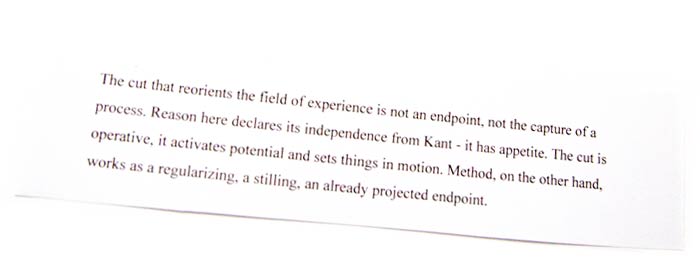 The cut that reorients the field of experience is not an endpoint, not the capture of a
process. Reason here declares its independence from Kant - it has appetite. The cut is
operative, it activates potential and sets things in motion. Method, on the other hand,
works as a regularizing, a stilling, an already projected endpoint.